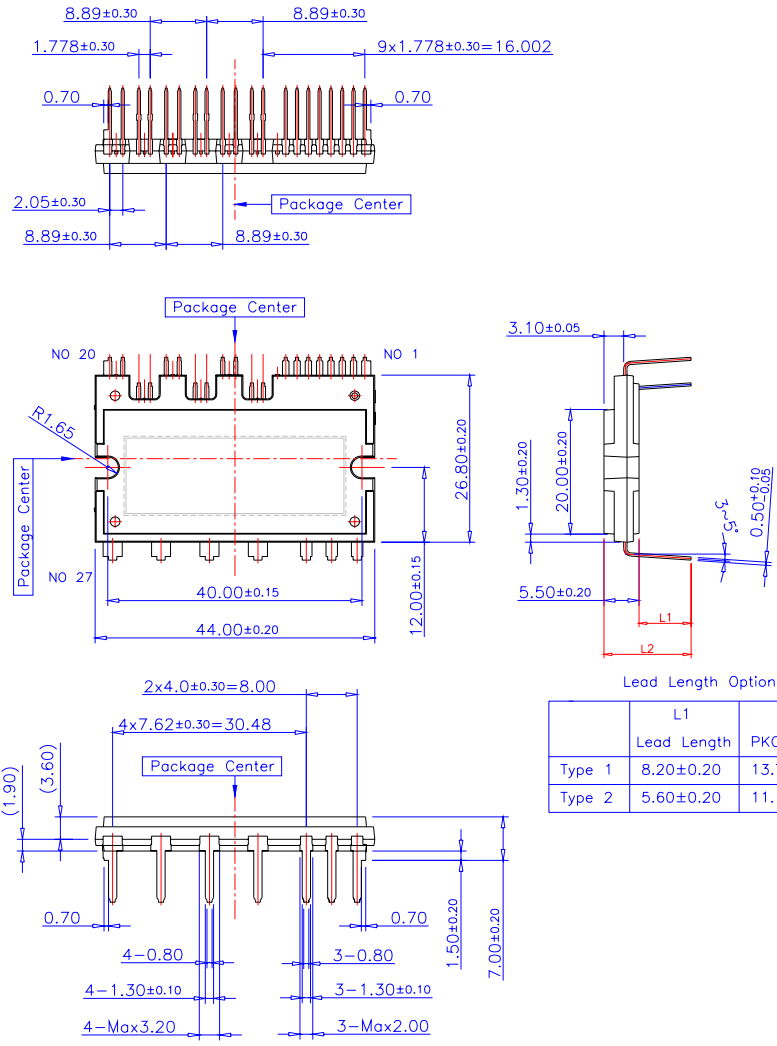 8.89±0.30
8.89±0.30
1.778±0.30
9x1.778±0.30=16.002
0.70
0.70
2.05±0.30
Package Center
8.89±0.30
8.89±0.30
Package Center
NO 20
NO 1
3.10±0.05
R1.65
Package Center
26.80±0.20
1.30±0.20
20.00±0.20
3~5°
0.50+0.10-0.05
NO 27
40.00±0.15
12.00±0.15
44.00±0.20
5.50±0.20
L1
L2
2x4.0±0.30=8.00
4x7.62±0.30=30.48
Package Center
(3.60)
(1.90)
Lead Length Option
L1
Lead Length
Type 1 8.20±0.20
Type 2 5.60±0.20
0.70
0.70
1.50±0.20
7.00±0.20
4-0.80
3-0.80
4-1.30±0.10
3-1.30±0.10
4-Max3.20
3-Max2.00